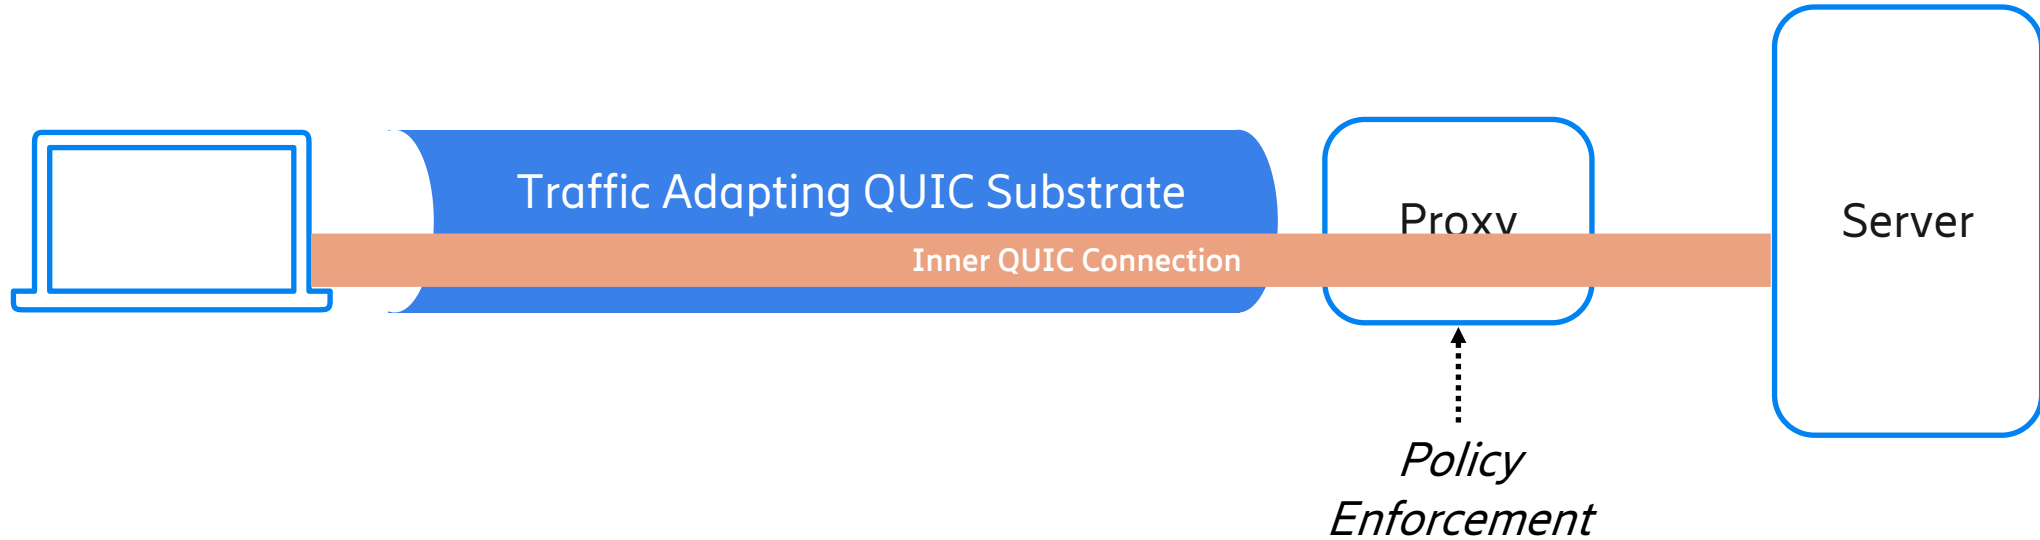 Traffic Adapting QUIC Substrate
Proxy
Server
Inner QUIC Connection
Policy
Enforcement